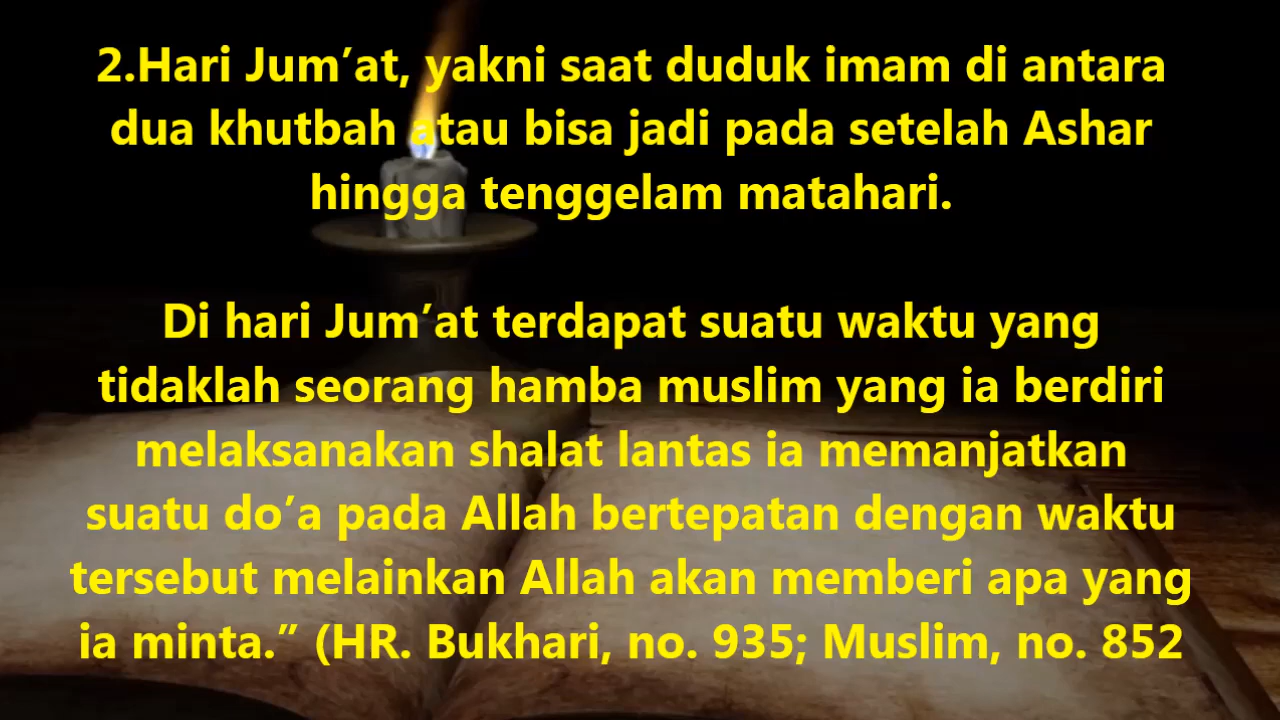 2.Hari Jum’at, yakni saat duduk imam di antara
dua khutbah atau bisa jadi pada setelah Ashar
hingga tenggelam matahari.
Di hari Jum’at terdapat suatu waktu yang
tidaklah seorang hamba muslim yang ia berdiri
melaksanakan shalat lantas ia memanjatkan
suatu do’a pada Allah bertepatan dengan waktu
tersebut melainkan Allah akan memberi apa yang
ia minta.” (HR. Bukhari, no. 935; Muslim, no. 852